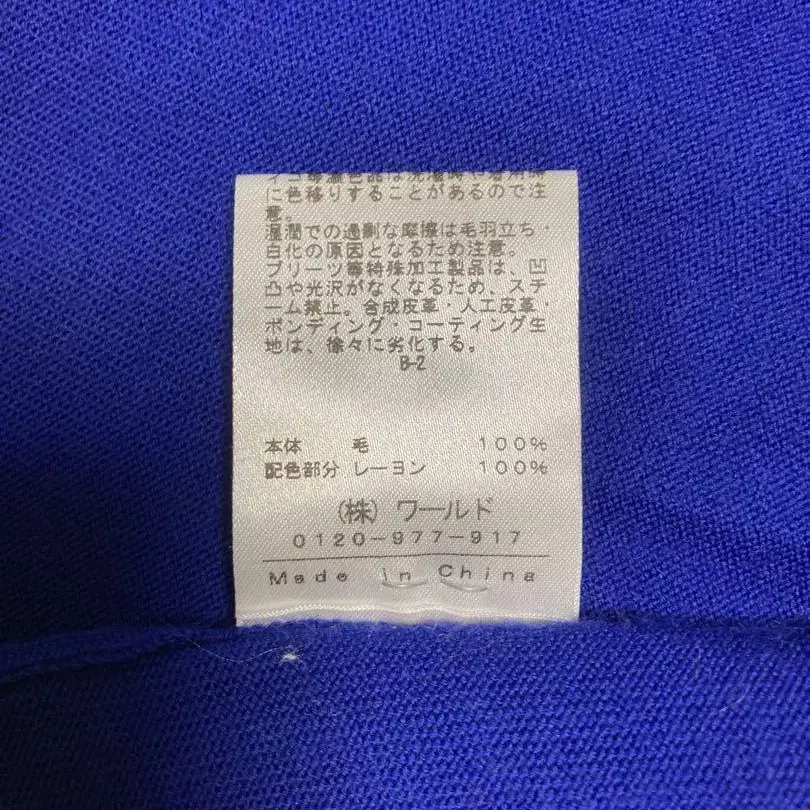 に色移りすることがあるので注
意。
湿潤での過剰な摩擦は毛羽立ち・
白化の原因となるため注意。
プリーツ等特殊加工製品は、凹
凸や光沢がなくなるため、スチ
ーム禁止。合成皮革・人工皮革・
ボンディング・コーティング生
地は、徐々に劣化する。
B-2
本体 毛 100%
配色部分 レーヨン 100%
(株) ワールド
0120-977-917
Made in China